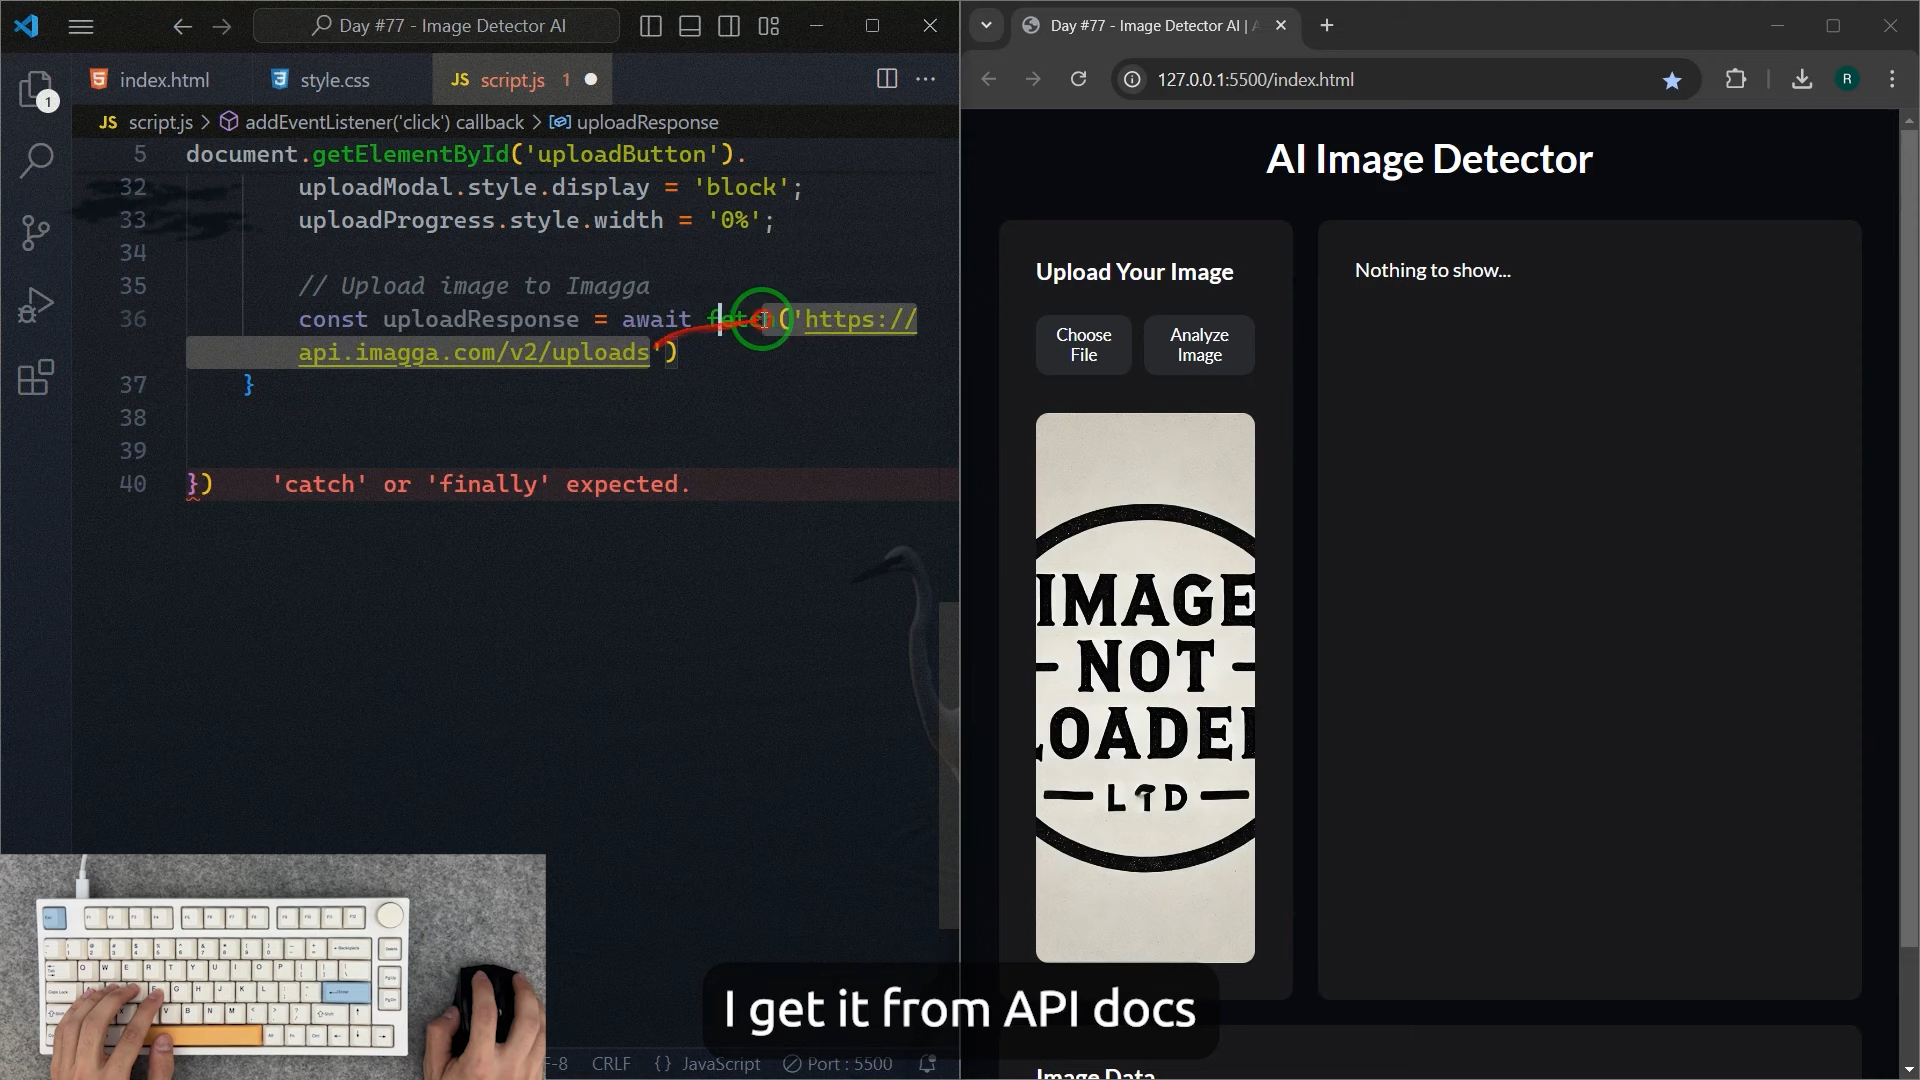 Day #77 - Image Detector AI
index.html
style.css
JS script.js 1
1
JS script.js > addEventListener('click') callback > uploadResponse
5 document.getElementById('uploadButton').
32 uploadModal.style.display = 'block';
33 uploadProgress.style.width = '0%';
34
35 // Upload image to Imagga
36 const uploadResponse = await fetch('https://
api.imagga.com/v2/uploads')
37 }
38
39
40 }) 'catch' or 'finally' expected.
CRLF {} JavaScript Port : 5500
Day #77 - Image Detector AI |
127.0.0.1:5500/index.html
R
AI Image Detector
Upload Your Image
Choose File
Analyze Image
IMAGE
- NOT -
LOADED
- LTD -
Nothing to show...
Image Data
I get it from API docs